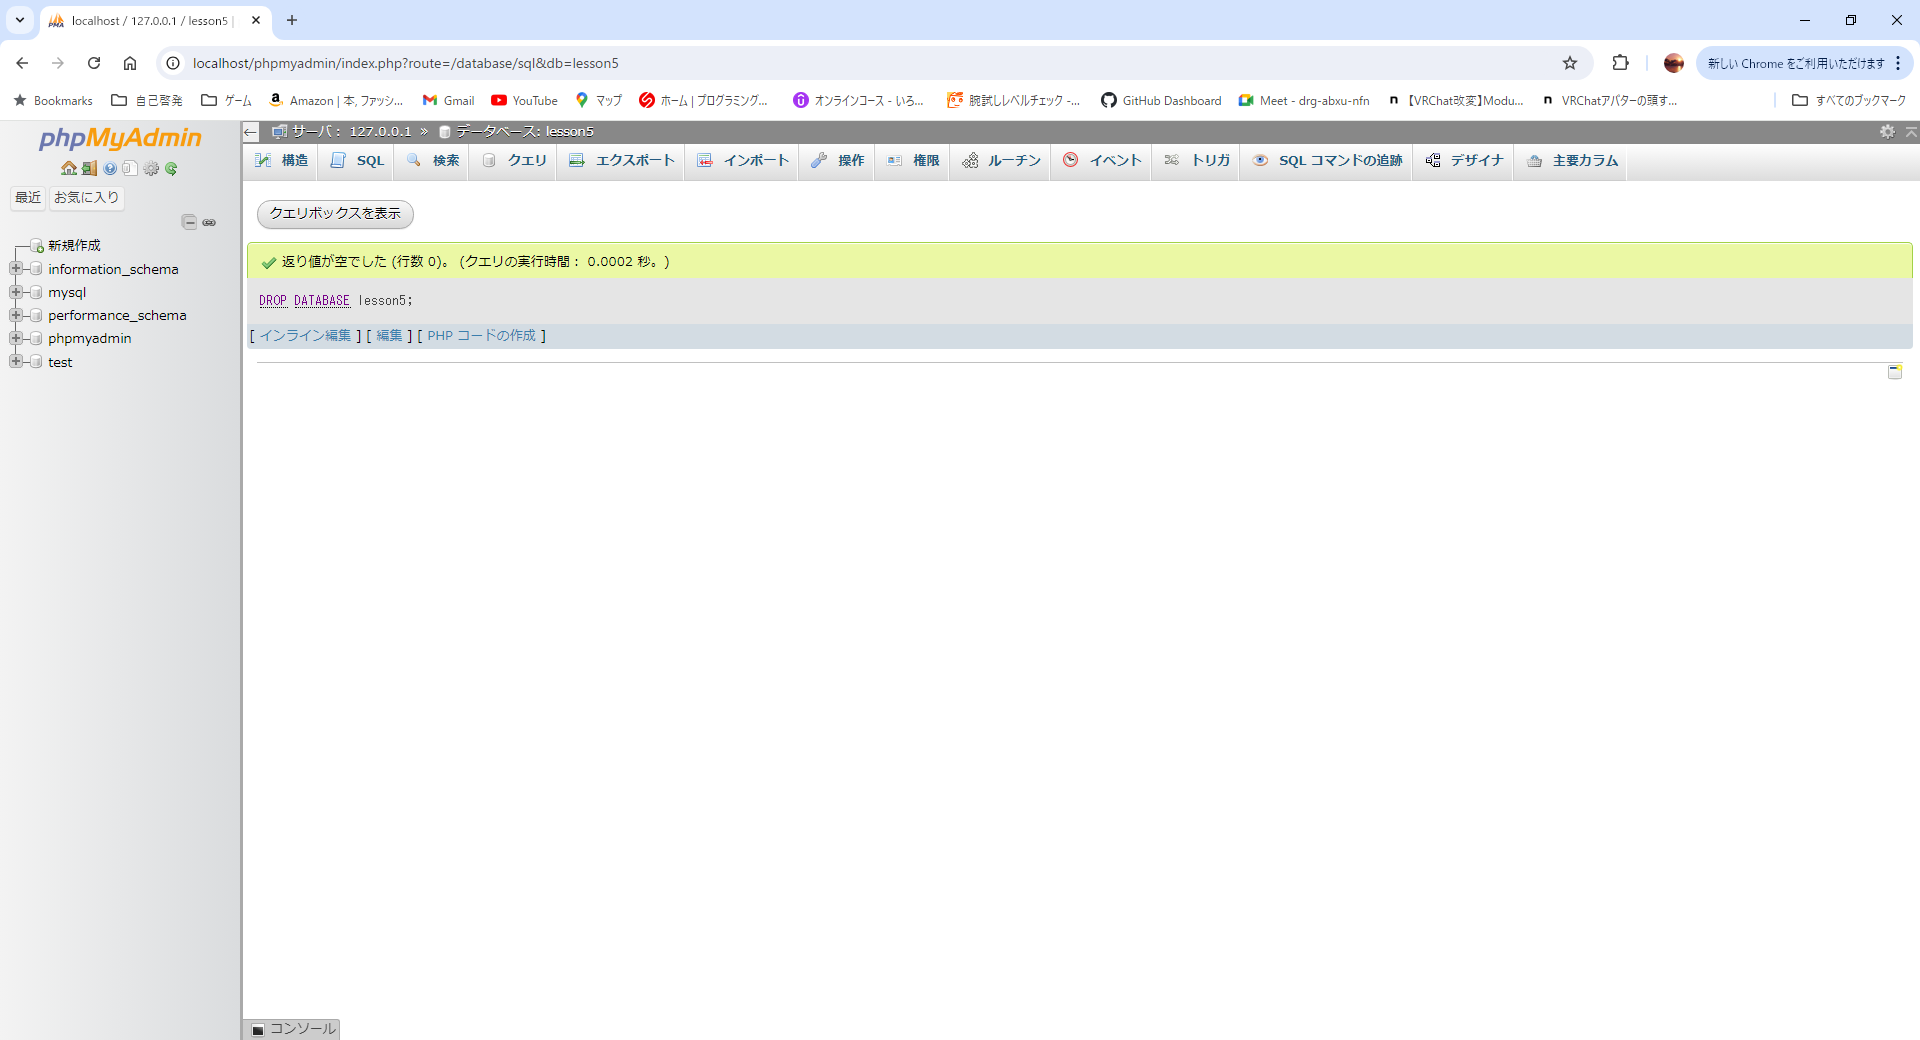 localhost / 127.0.0.1 / lesson5 |
localhost/phpmyadmin/index.php?route=/database/sql&db=lesson5
新しい Chrome をご利用いただけます
Bookmarks 自己啓発 ゲーム Amazon | 本, ファッシ... Gmail YouTube マップ ホーム | プログラミング... オンラインコース - いろ... 腕試しレベルチェック -... GitHub Dashboard Meet - drg-abxu-nfn 【VRChat改変】Modu... VRChatアバターの頭す... すべてのブックマーク
phpMyAdmin
最近 お気に入り
新規作成
information_schema
mysql
performance_schema
phpmyadmin
test
サーバ: 127.0.0.1 » データベース: lesson5
構造 SQL 検索 クエリ エクスポート インポート 操作 権限 ルーチン イベント トリガ SQL コマンドの追跡 デザイナ 主要カラム
クエリボックスを表示
返り値が空でした (行数 0)。 (クエリの実行時間: 0.0002 秒。)
DROP DATABASE lesson5;
[ インライン編集 ] [ 編集 ] [ PHP コードの作成 ]
コンソール